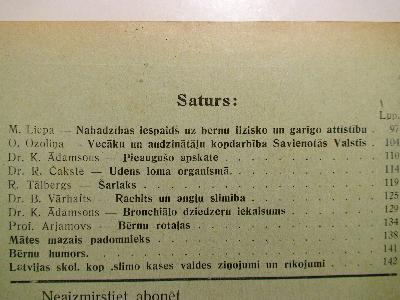 Saturs:
Lpp.
M. Liepa — Nabadzības iespaids uz bērnu fizisko un garīgo attīstību . 97
O. Ozoliņa — Vecāku un audzinātāju kopdarbība Savienotās Valstīs . 104
Dr. K. Ādamsons — Pieaugušo apskate . . . . . 110
Dr. R. Čakste — Ūdens loma organismā. . . . . 114
R. Tālbergs — Šarlaks . . . . . 119
Dr. B. Vārhaits — Rachīts un angļu slimība . . . . . 125
Dr. K. Ādamsons — Bronchiālo dziedzeru iekaisums . . . . 129
Prof. Arjamovs — Bērnu rotaļas . . . . . 134
Mātes mazais padomnieks . . . . . 138
Bērnu humors. . . . . . 141
Latvijas skol. kop. slimo kases valdes ziņojumi un rīkojumi . . 142
Neaizmirstiet abonēt